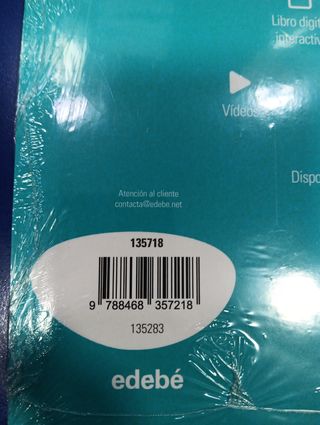 Libro digit
interactiv
Vídeos
Dispo
Atención al cliente
contacta@edebe.net
135718
9 788468 357218
135283
edebé